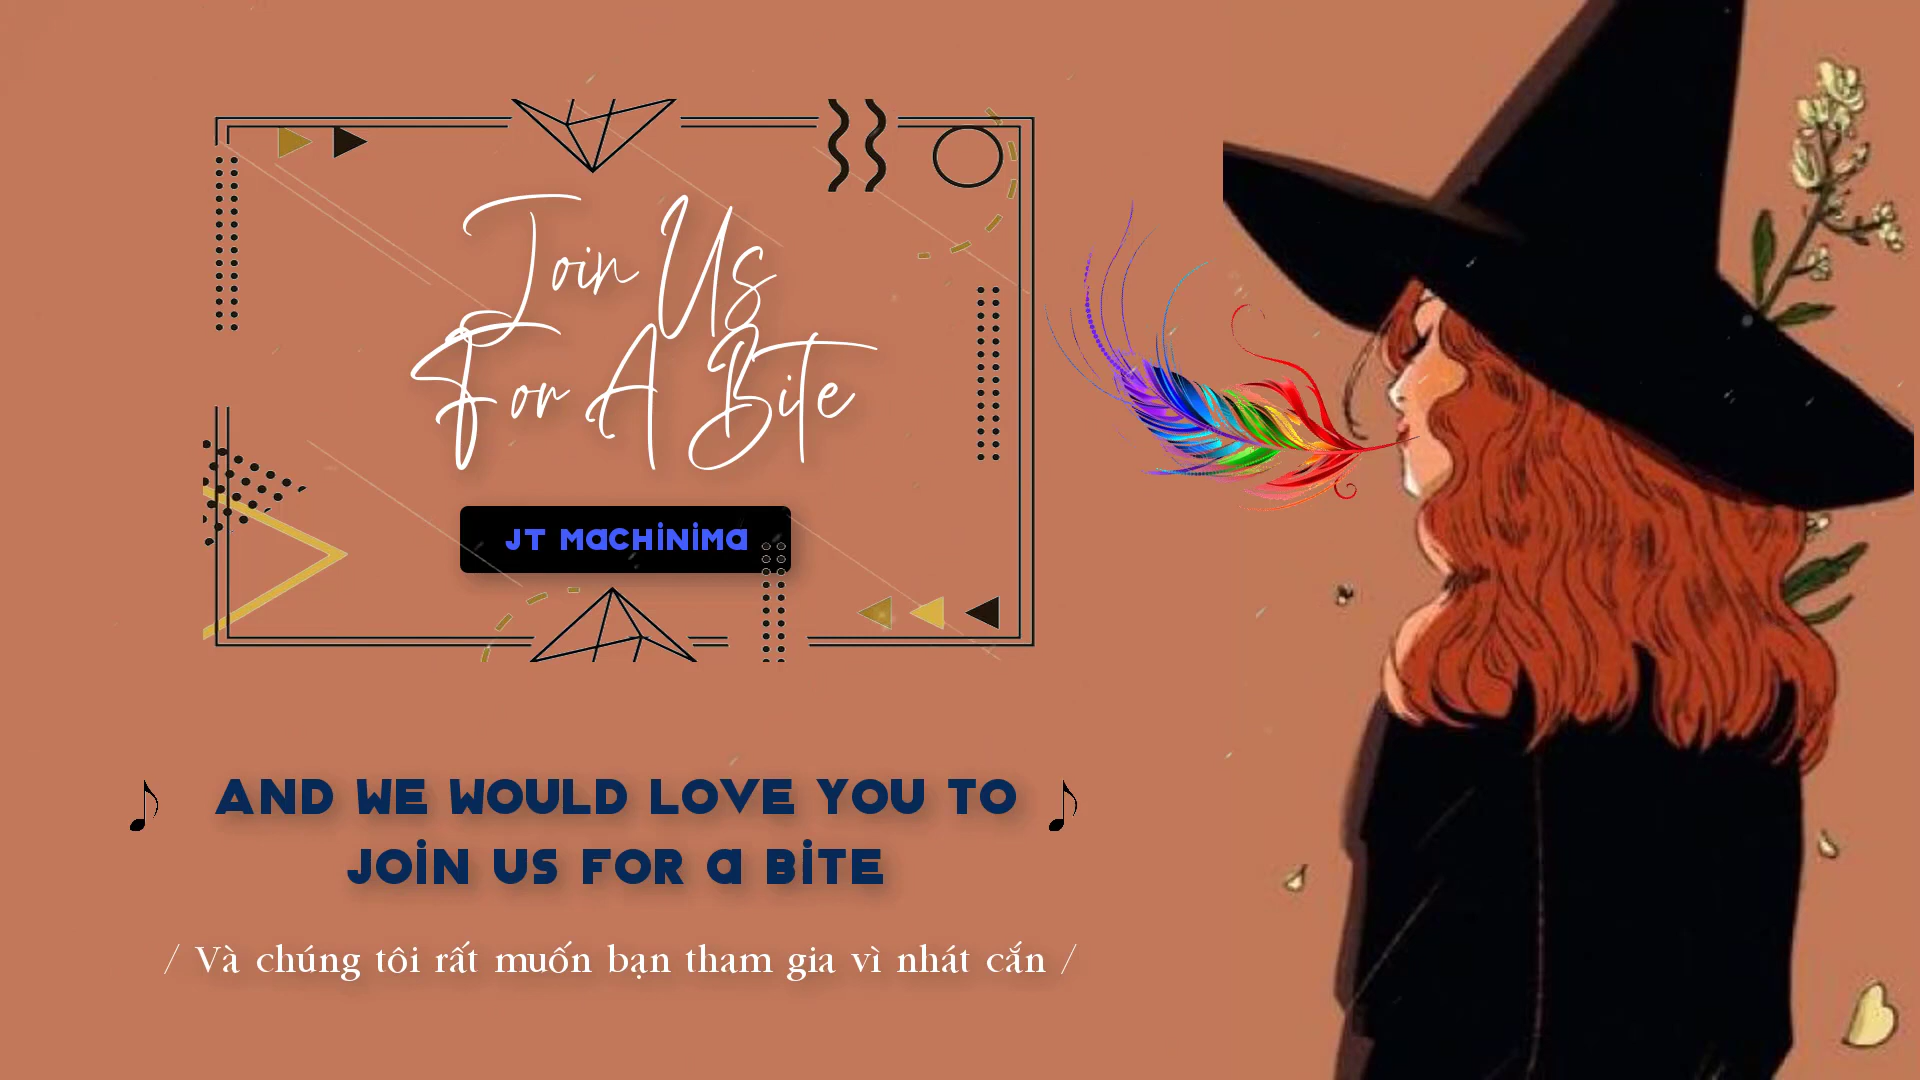 Join Us
For A Bite
JT MACHINIMA
AND WE WOULD LOVE YOU TO
JOIN US FOR A BITE
/ Và chúng tôi rất muốn bạn tham gia vì nhát cắn /